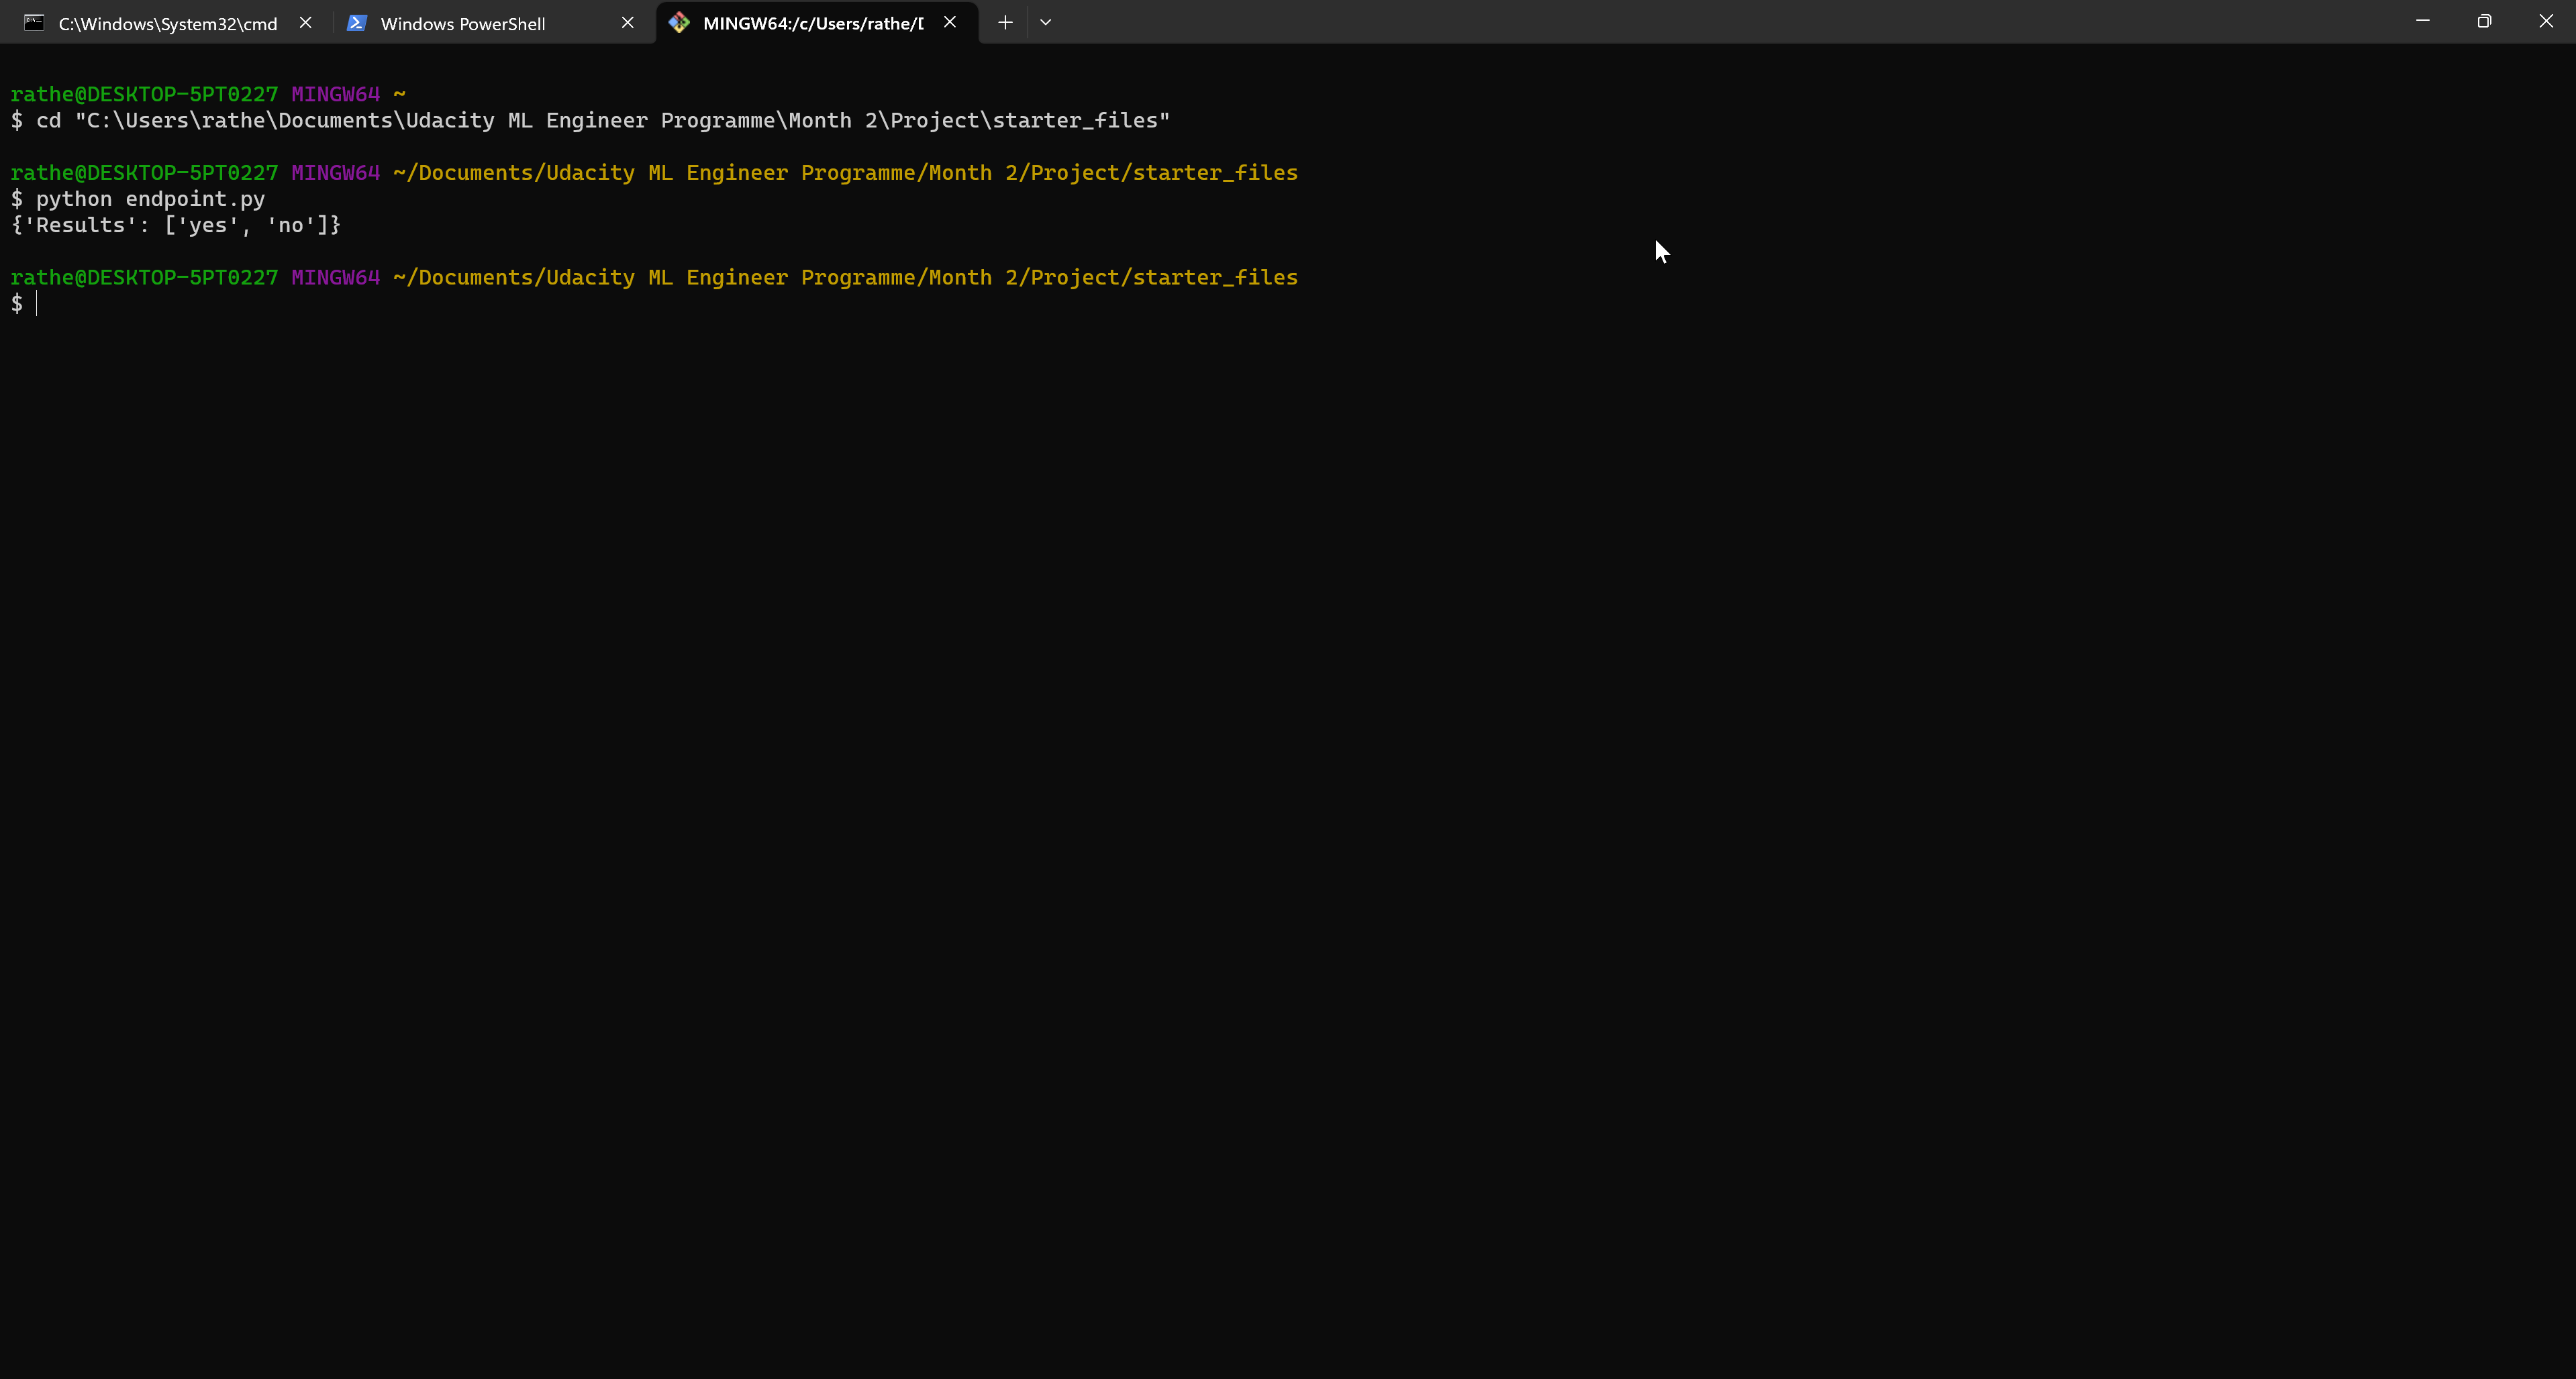 C:\Windows\System32\cmd
Windows PowerShell
MINGW64:/c/Users/rathe/D
rathe@DESKTOP-5PT0227 MINGW64 ~
$ cd "C:\Users\rathe\Documents\Udacity ML Engineer Programme\Month 2\Project\starter_files"
rathe@DESKTOP-5PT0227 MINGW64 ~/Documents/Udacity ML Engineer Programme/Month 2/Project/starter_files
$ python endpoint.py
{'Results': ['yes', 'no']}
rathe@DESKTOP-5PT0227 MINGW64 ~/Documents/Udacity ML Engineer Programme/Month 2/Project/starter_files
$